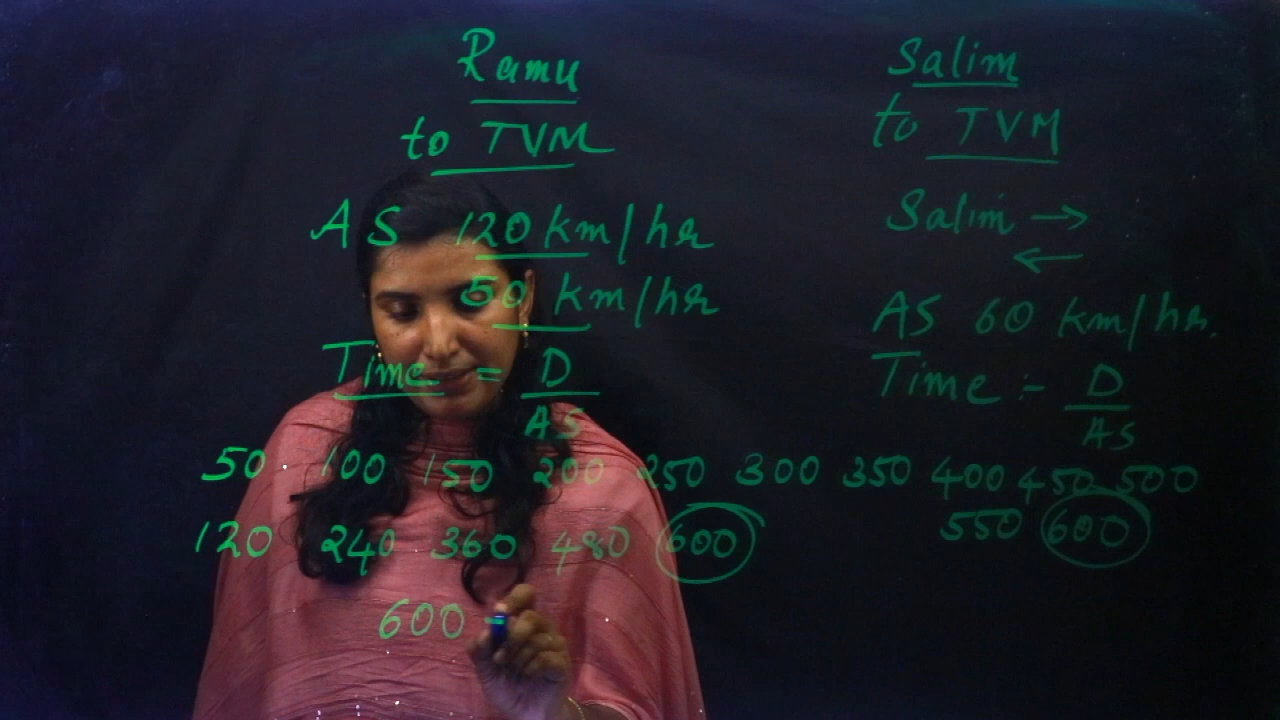 Ramu
to TVM
AS 120 km/hr
50 km/hr
Time = D/AS
Salim
to TVM
Salim →
←
AS 60 km/hr.
Time :- D/AS
50 . 100 150 200 250 300 350 400 450 500
550 600
120 240 360 480 600
600